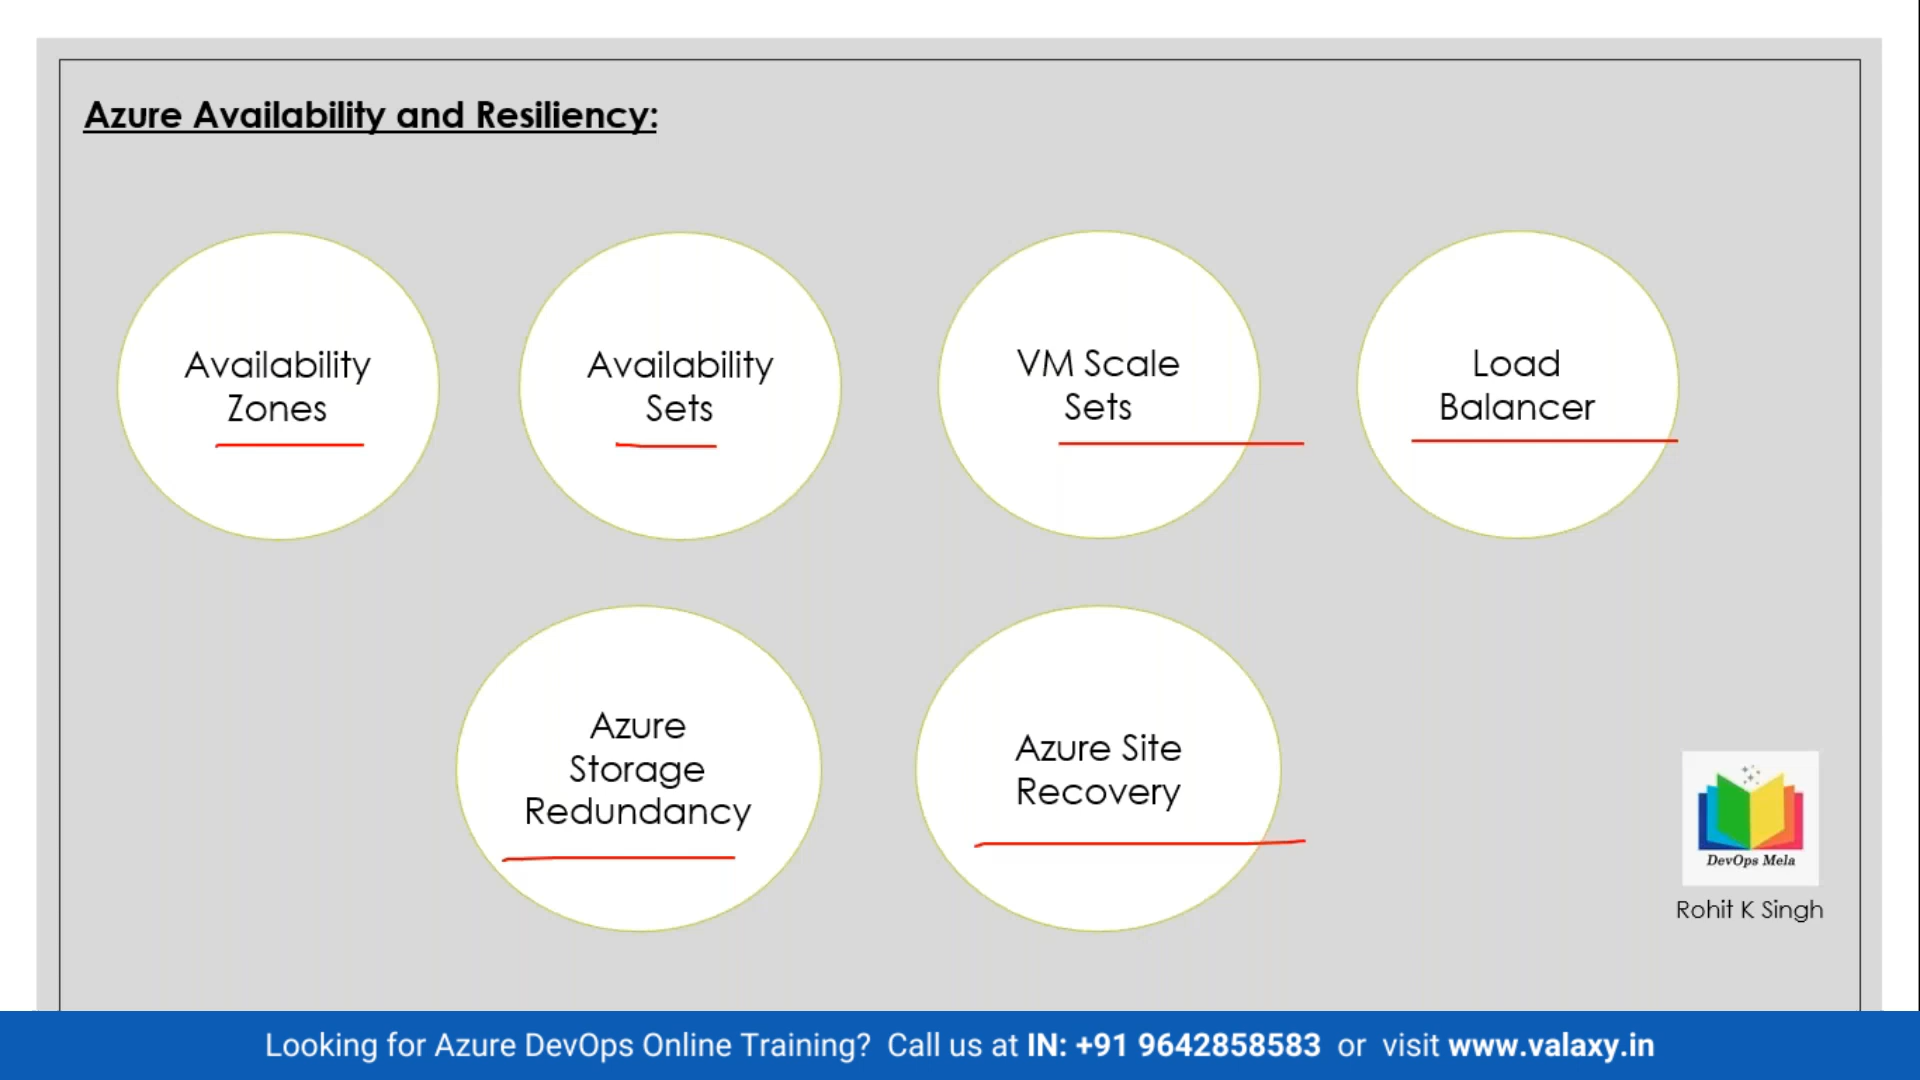 Azure Availability and Resiliency:
Availability
Zones
Availability
Sets
VM Scale
Sets
Load
Balancer
Azure
Storage
Redundancy
Azure Site
Recovery
DevOps Mela
Rohit K Singh
Looking for Azure DevOps Online Training? Call us at IN: +91 9642858583 or visit www.valaxy.in